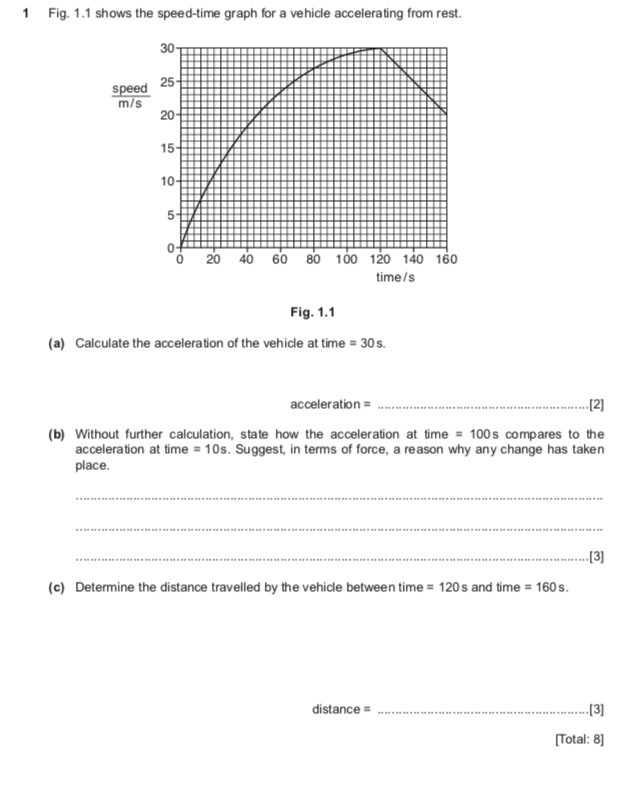 1 Fig. 1.1 shows the speed-time graph for a vehicle accelerating from rest.
30
speed
m/s
25
20
15
10
5
0
0 20 40 60 80 100 120 140 160
time/s
Fig. 1.1
(a) Calculate the acceleration of the vehicle at time = 30 s.
acceleration = ........................................................[2]
(b) Without further calculation, state how the acceleration at time = 100 s compares to the
acceleration at time = 10 s. Suggest, in terms of force, a reason why any change has taken
place.
..........................................................................................................................................
..........................................................................................................................................
.....................................................................................................................................[3]
(c) Determine the distance travelled by the vehicle between time = 120 s and time = 160 s.
distance = ........................................................[3]
[Total: 8]